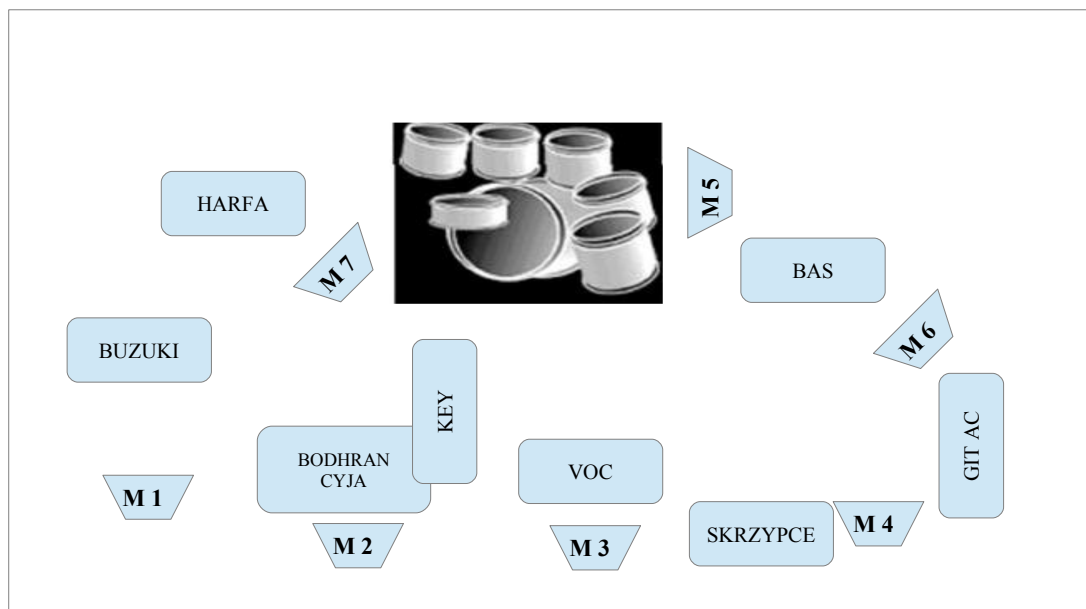 M 5
HARFA
M 7
BAS
M 6
BUZUKI
KEY
GIT AC
BODHRAN
CYJA
VOC
M 1
M 2
M 3
SKRZYPCE
M 4